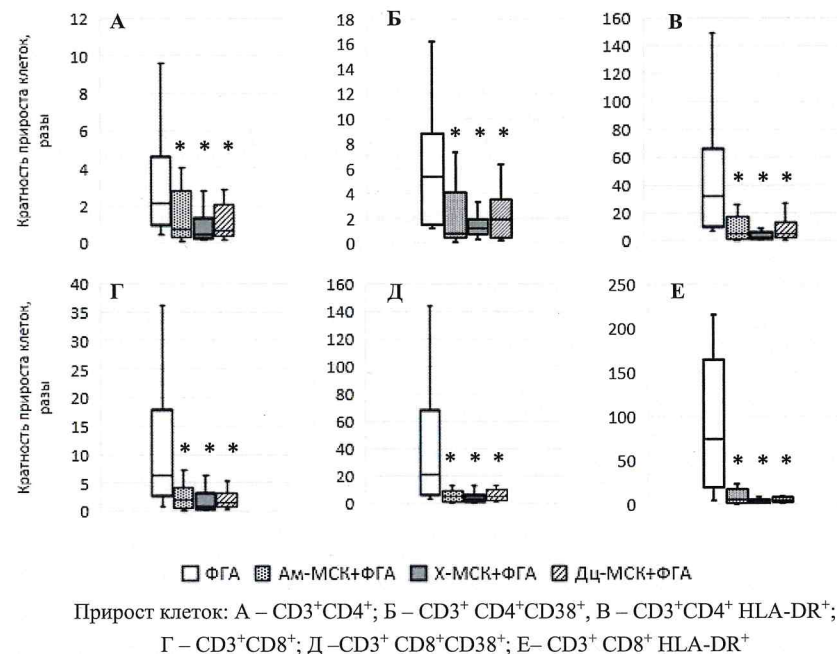 А
Б
В
Кратность прироста клеток,
разы
12
10
8
6
4
2
0
* * *
18
16
14
12
10
8
6
4
2
0
* * *
160
140
120
100
80
60
40
20
0
* * *
Г
Д
Е
Кратность прироста клеток,
разы
40
35
30
25
20
15
10
5
0
* * *
160
140
120
100
80
60
40
20
0
* * *
250
200
150
100
50
0
* * *
ФГА Ам-МСК+ФГА Х-МСК+ФГА Дц-МСК+ФГА
Прирост клеток: А – CD3⁺CD4⁺; Б – CD3⁺ CD4⁺CD38⁺, В – CD3⁺CD4⁺ HLA-DR⁺;
Г – CD3⁺CD8⁺; Д –CD3⁺ CD8⁺CD38⁺; Е– CD3⁺ CD8⁺ HLA-DR⁺